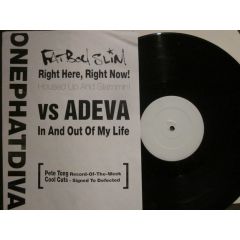 ONEPHATDIVA
FATBOY SLIM
Right Here, Right Now!
Housed Up And Slammin'!
vs ADEVA
In And Out Of My Life
Pete Tong Record-Of-The-Week
Cool Cuts - Signed To Defected